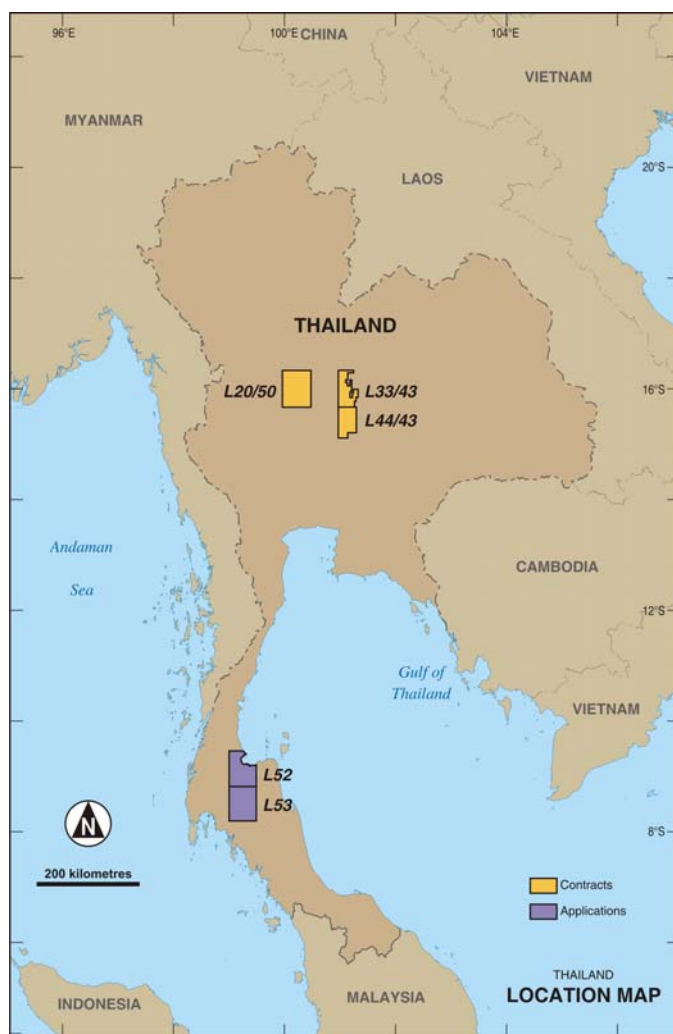 96°E
100°E
104°E
CHINA
VIETNAM
MYANMAR
20°S
LAOS
THAILAND
L20/50
L33/43
16°S
L44/43
Andaman
Sea
CAMBODIA
12°S
Gulf of
Thailand
VIETNAM
L52
L53
N
8°S
200 kilometres
Contracts
Applications
THAILAND
LOCATION MAP
INDONESIA
MALAYSIA